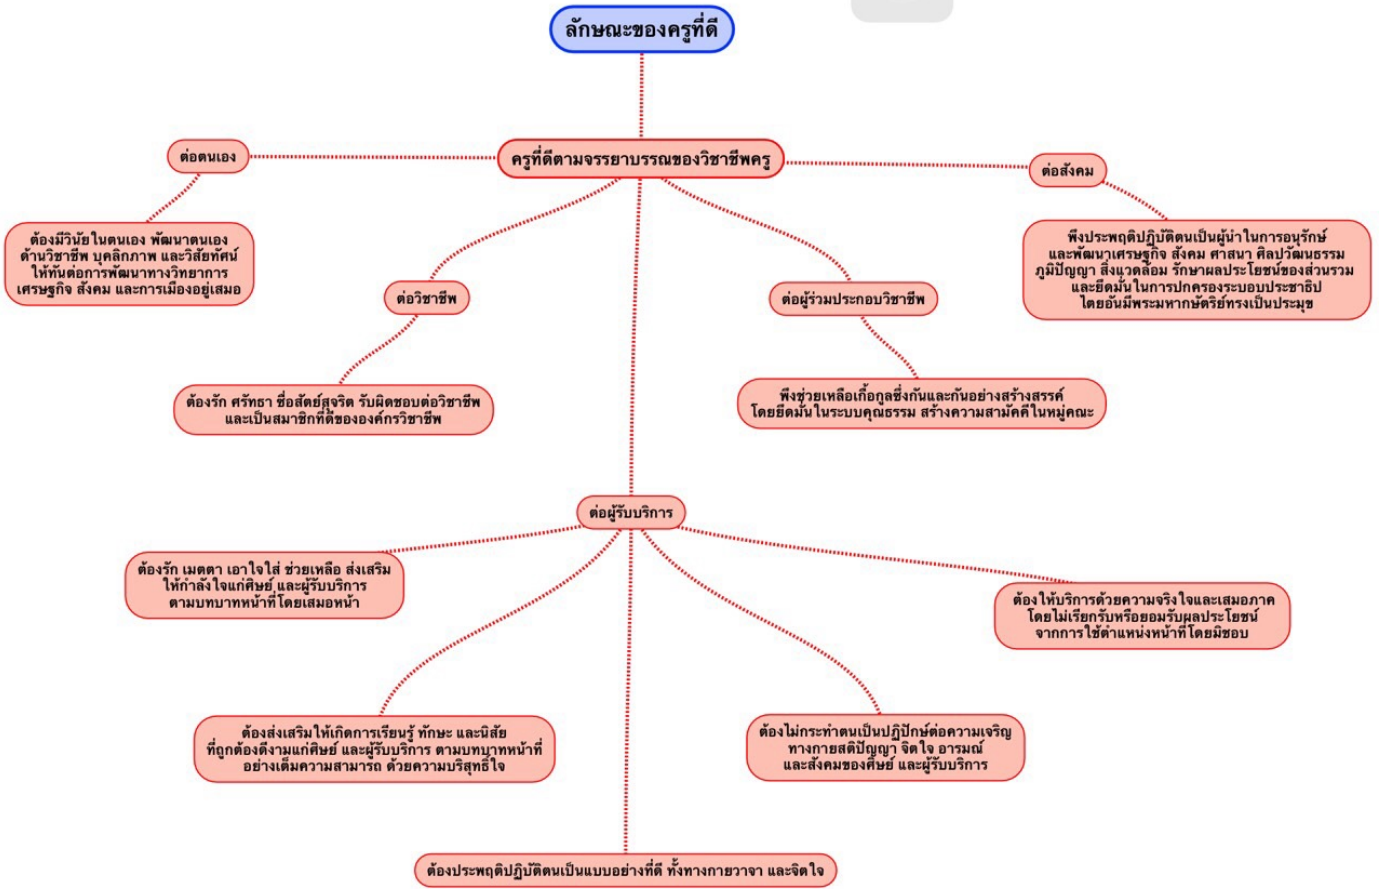 ลักษณะของครูที่ดี
ครูที่ดีตามจรรยาบรรณของวิชาชีพครู
ต่อตนเอง
ต้องมีวินัยในตนเอง พัฒนาตนเอง
ด้านวิชาชีพ บุคลิกภาพ และวิสัยทัศน์
ให้ทันต่อการพัฒนาทางวิทยาการ
เศรษฐกิจ สังคม และการเมืองอยู่เสมอ
ต่อวิชาชีพ
ต้องรัก ศรัทธา ซื่อสัตย์สุจริต รับผิดชอบต่อวิชาชีพ
และเป็นสมาชิกที่ดีขององค์กรวิชาชีพ
ต่อผู้ร่วมประกอบวิชาชีพ
พึงช่วยเหลือเกื้อกูลซึ่งกันและกันอย่างสร้างสรรค์
โดยยึดมั่นในระบบคุณธรรม สร้างความสามัคคีในหมู่คณะ
ต่อสังคม
พึงประพฤติปฏิบัติตนเป็นผู้นำในการอนุรักษ์
และพัฒนาเศรษฐกิจ สังคม ศาสนา ศิลปวัฒนธรรม
ภูมิปัญญา สิ่งแวดล้อม รักษาผลประโยชน์ของส่วนรวม
และยึดมั่นในการปกครองระบอบประชาธิป
ไตยอันมีพระมหากษัตริย์ทรงเป็นประมุข
ต่อผู้รับบริการ
ต้องรัก เมตตา เอาใจใส่ ช่วยเหลือ ส่งเสริม
ให้กำลังใจแก่ศิษย์ และผู้รับบริการ
ตามบทบาทหน้าที่โดยเสมอหน้า
ต้องส่งเสริมให้เกิดการเรียนรู้ ทักษะ และนิสัย
ที่ถูกต้องดีงามแก่ศิษย์ และผู้รับบริการ ตามบทบาทหน้าที่
อย่างเต็มความสามารถ ด้วยความบริสุทธิ์ใจ
ต้องประพฤติปฏิบัติตนเป็นแบบอย่างที่ดี ทั้งทางกายวาจา และจิตใจ
ต้องไม่กระทำตนเป็นปฏิปักษ์ต่อความเจริญ
ทางกายสติปัญญา จิตใจ อารมณ์
และสังคมของศิษย์ และผู้รับบริการ
ต้องให้บริการด้วยความจริงใจและเสมอภาค
โดยไม่เรียกรับหรือยอมรับผลประโยชน์
จากการใช้ตำแหน่งหน้าที่โดยมิชอบ